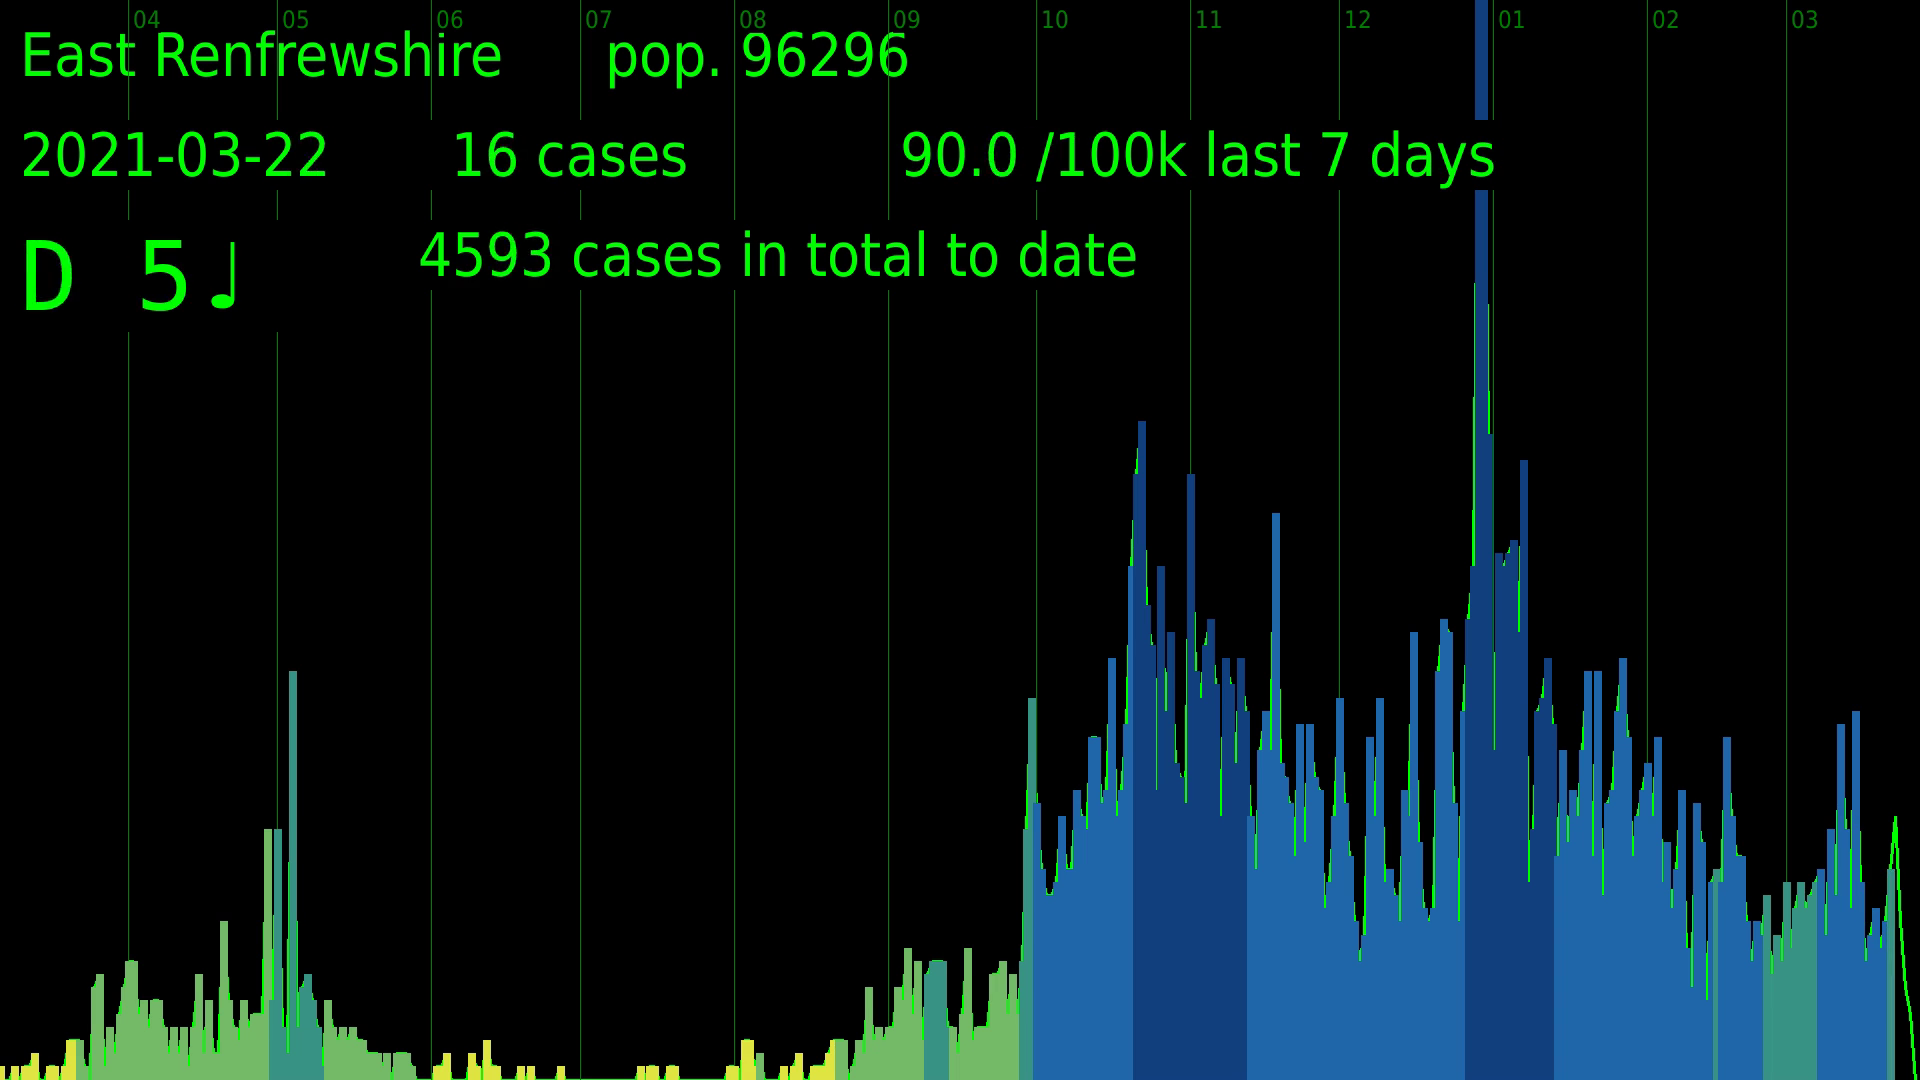 04 05 06 07 08 09 10 11 12 01 02 03
East Renfrewshire pop. 96296
2021-03-22 16 cases 90.0 /100k last 7 days
D 5♩ 4593 cases in total to date